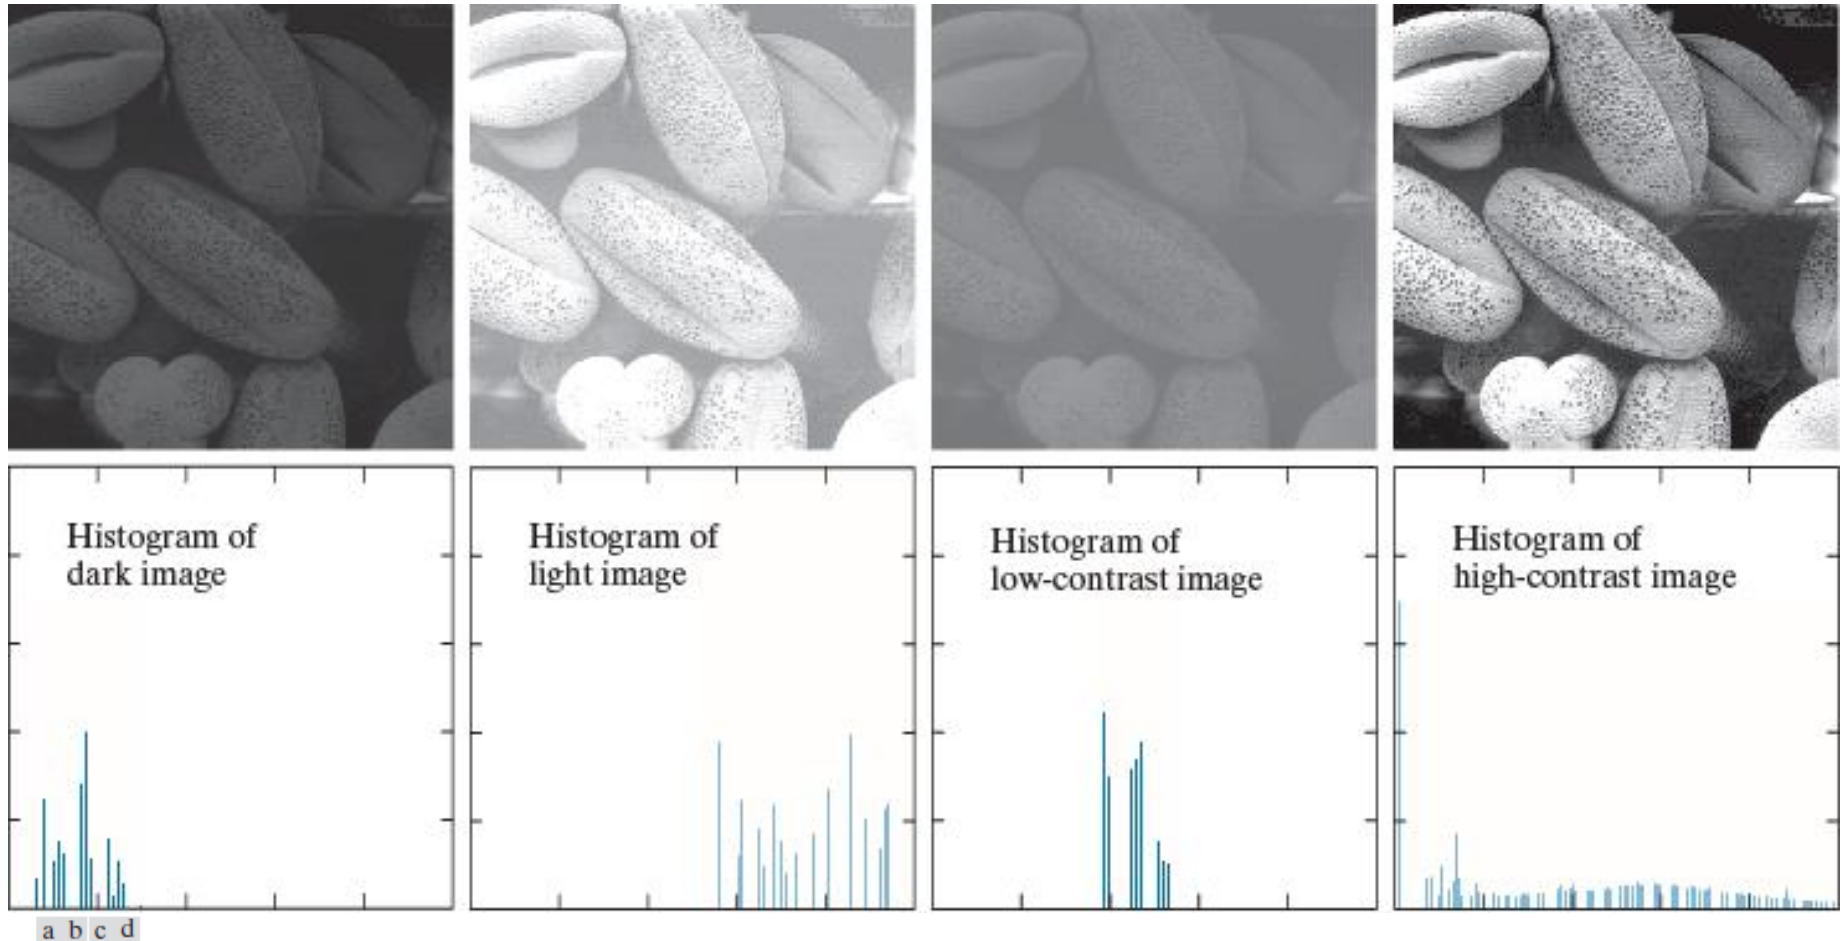 Histogram of
dark image
Histogram of
light image
Histogram of
low-contrast image
Histogram of
high-contrast image
a b c d